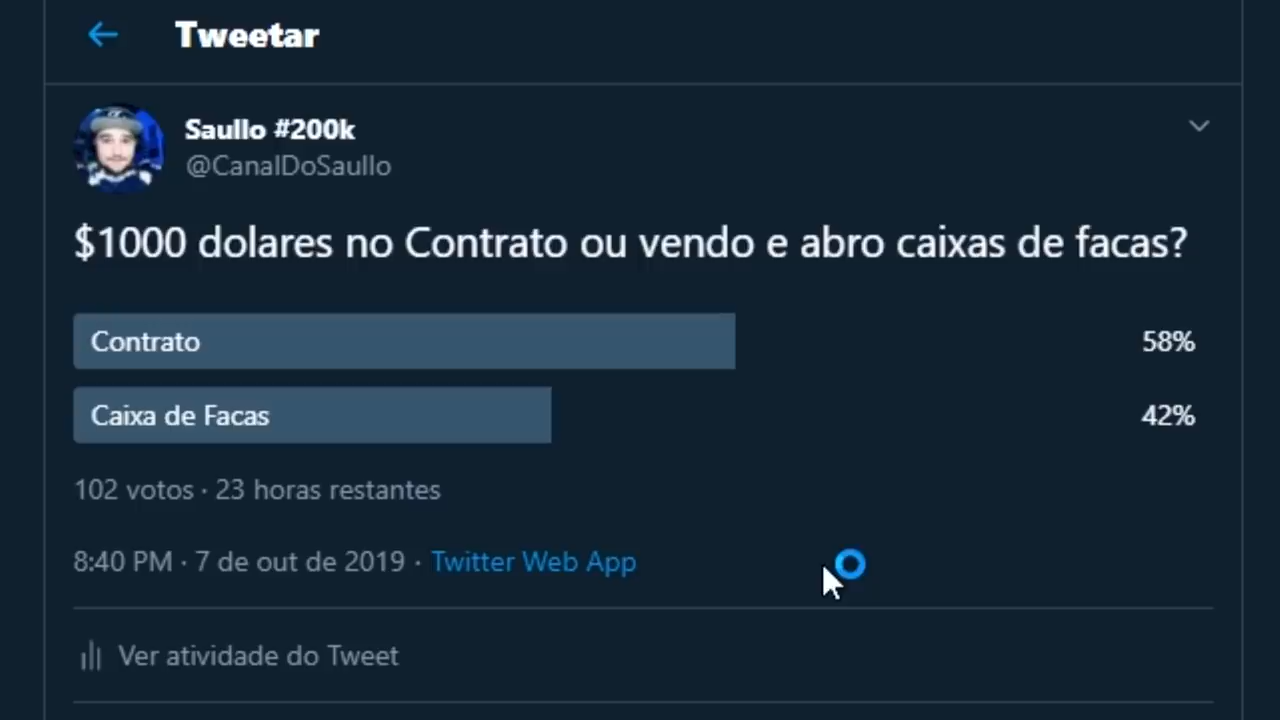 Tweetar
Saullo #200k
@CanalDoSaullo
$1000 dolares no Contrato ou vendo e abro caixas de facas?
Contrato 58%
Caixa de Facas 42%
102 votos · 23 horas restantes
8:40 PM · 7 de out de 2019 · Twitter Web App
Ver atividade do Tweet